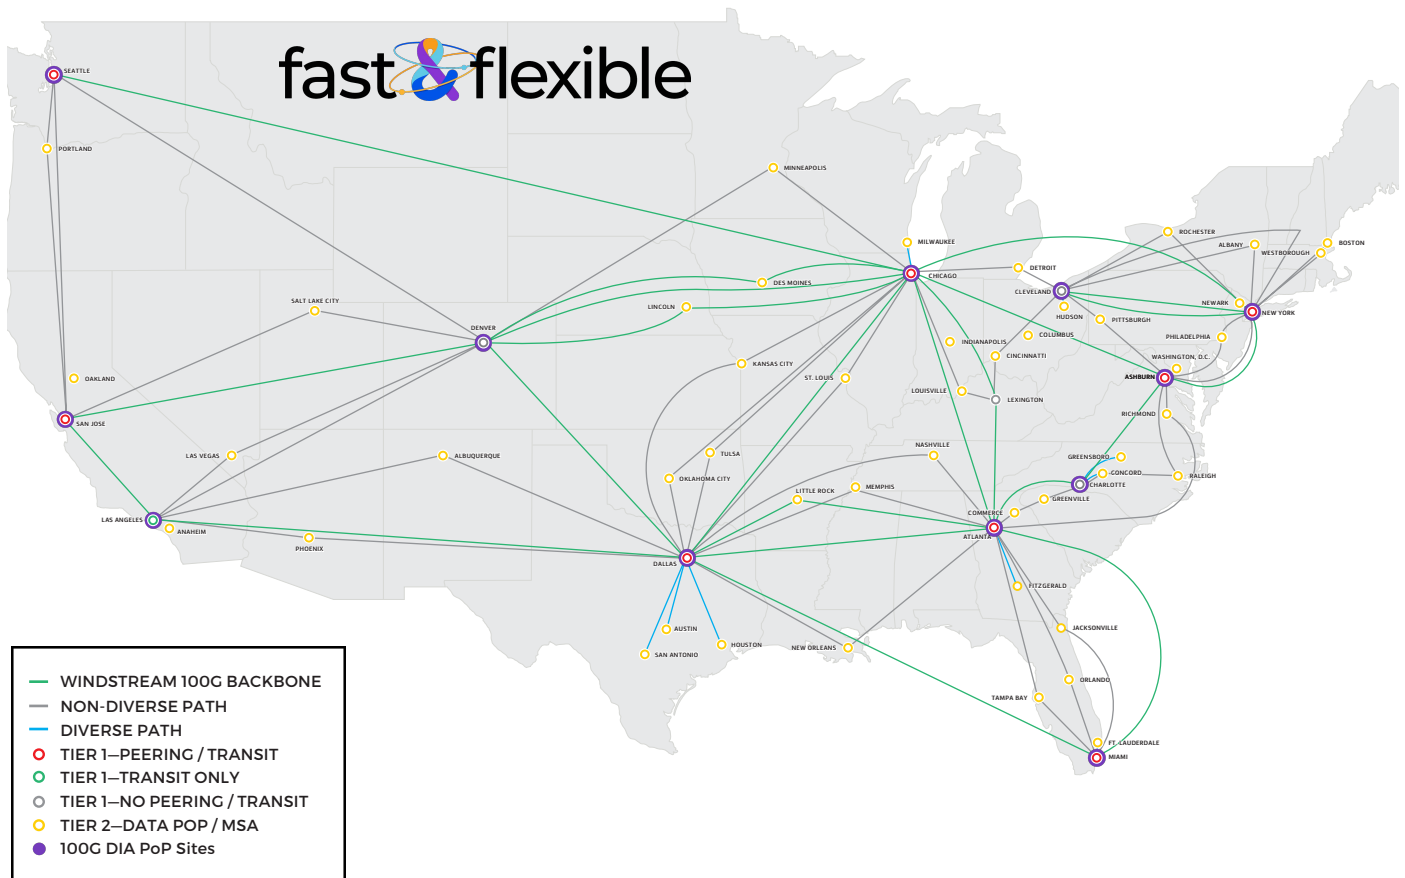 fast&flexible
SEATTLE
PORTLAND
MINNEAPOLIS
ROCHESTER
MILWAUKEE
ALBANY
BOSTON
WESTBOROUGH
DETROIT
CHICAGO
DES MOINES
CLEVELAND
SALT LAKE CITY
LINCOLN
NEWARK
HUDSON
NEW YORK
PITTSBURGH
DENVER
COLUMBUS
PHILADELPHIA
INDIANAPOLIS
CINCINNATTI
WASHINGTON, D.C.
KANSAS CITY
OAKLAND
ST. LOUIS
ASHBURN
LOUISVILLE
LEXINGTON
RICHMOND
SAN JOSE
NASHVILLE
LAS VEGAS
ALBUQUERQUE
TULSA
GREENSBORO
CONCORD
RALEIGH
OKLAHOMA CITY
CHARLOTTE
LITTLE ROCK
MEMPHIS
GREENVILLE
COMMERCE
LAS ANGELES
ANAHEIM
ATLANTA
PHOENIX
DALLAS
FITZGERALD
AUSTIN
JACKSONVILLE
HOUSTON
NEW ORLEANS
SAN ANTONIO
ORLANDO
TAMPA BAY
FT. LAUDERDALE
MIAMI
WINDSTREAM 100G BACKBONE
NON-DIVERSE PATH
DIVERSE PATH
TIER 1—PEERING / TRANSIT
TIER 1—TRANSIT ONLY
TIER 1—NO PEERING / TRANSIT
TIER 2—DATA POP / MSA
100G DIA PoP Sites